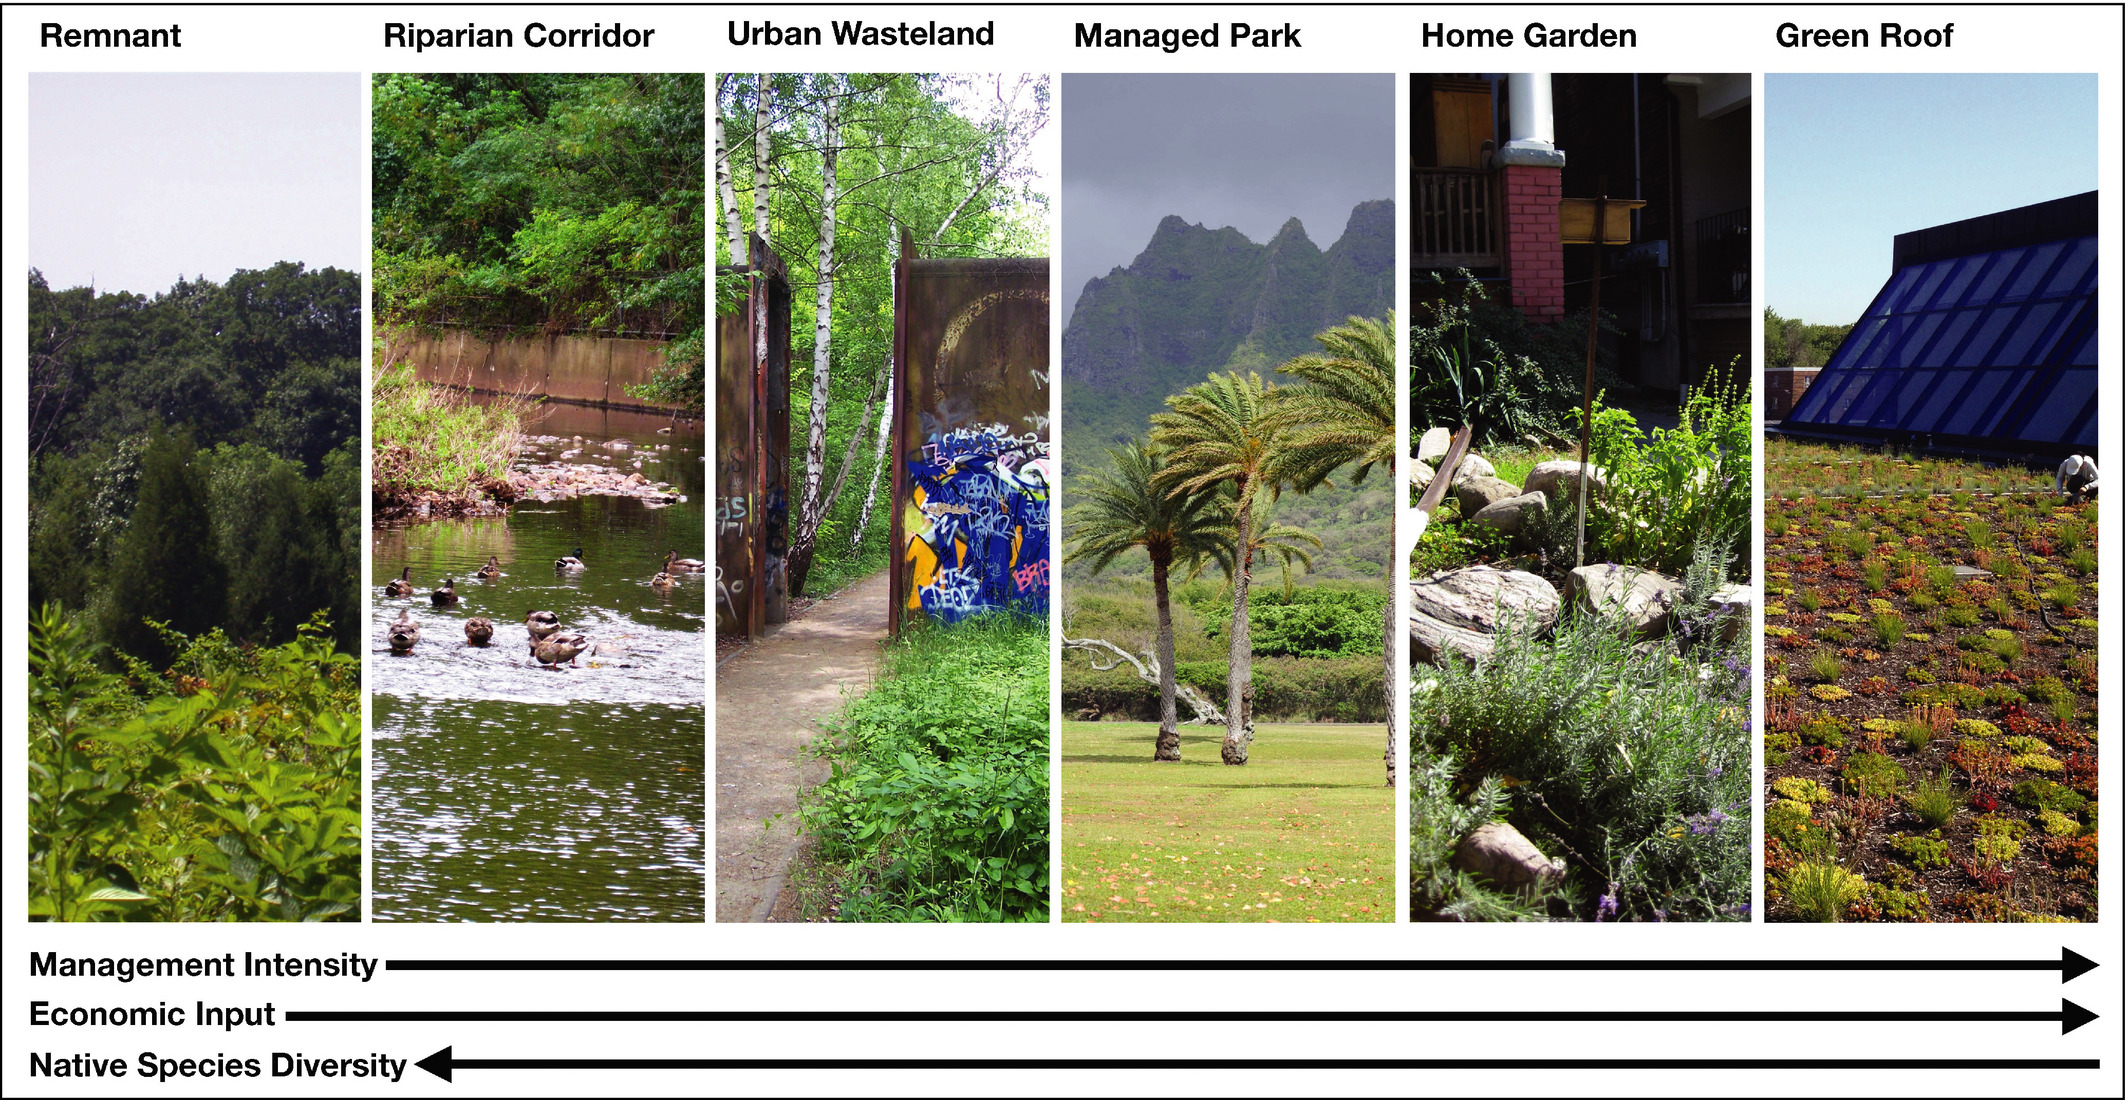 Remnant
Riparian Corridor
Urban Wasteland
Managed Park
Home Garden
Green Roof
Management Intensity
Economic Input
Native Species Diversity